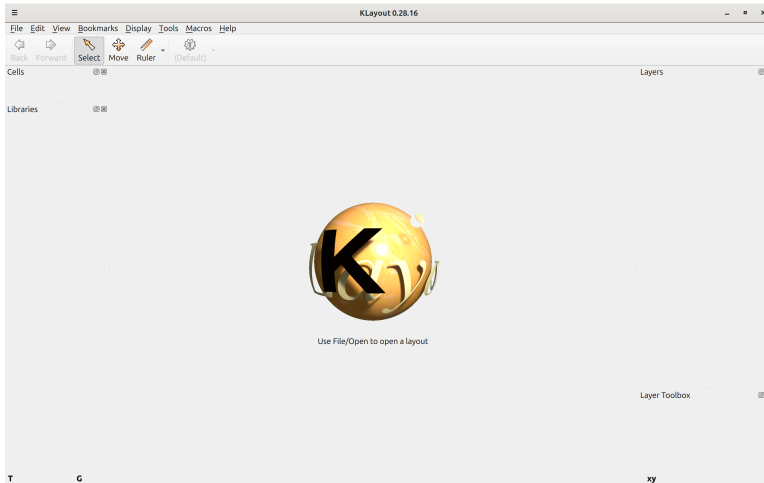 KLayout 0.28.16
File Edit View Bookmarks Display Tools Macros Help
Back Forward Select Move Ruler (Default)
Cells
Layers
Libraries
K
Layout
Use File/Open to open a layout
Layer Toolbox
T G xy